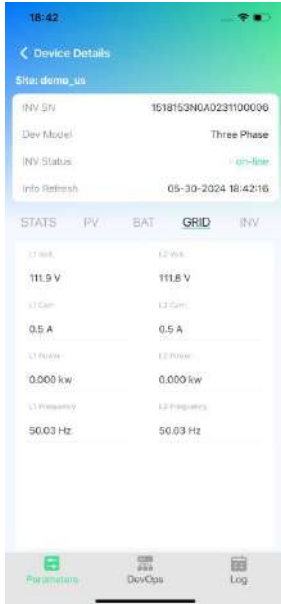 18:42
Device Details
Site: demo_us
INV.SN 1518153N0A0231100006
Dev Model Three Phase
INV Status on-line
Info Refresh 05-30-2024 18:42:16
STATS PV BAT GRID INV
L1 Volt. L2 Volt.
111.9 V 111.8 V
L1 Curr. L2 Curr.
0.5 A 0.5 A
L1 Power L2 Power
0.000 kw 0.000 kw
L1 Frequency L2 Frequency
50.03 Hz 50.03 Hz
Parameters DevOps Log